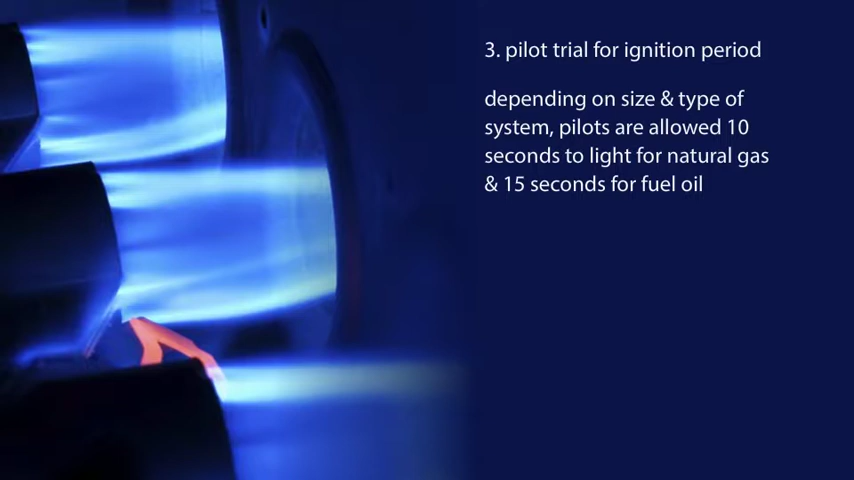 3. pilot trial for ignition period
depending on size & type of
system, pilots are allowed 10
seconds to light for natural gas
& 15 seconds for fuel oil